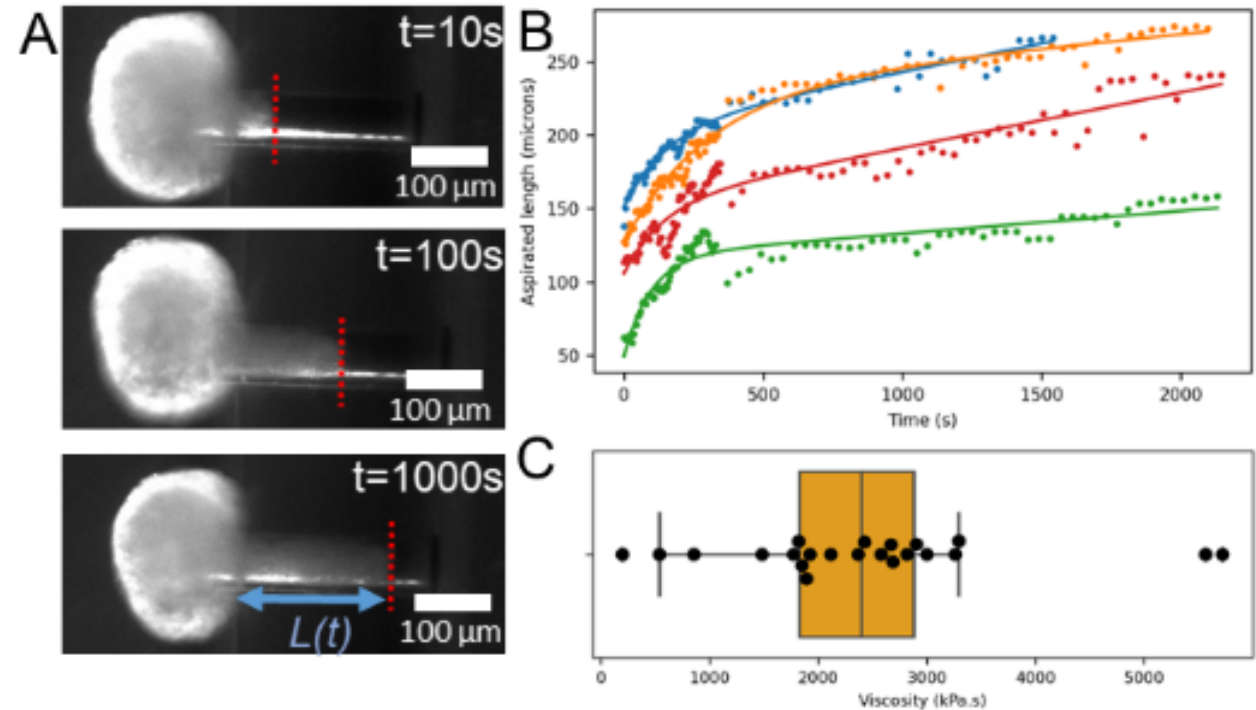 A
t=10s
100 µm
t=100s
100 µm
t=1000s
L(t)
100 µm
B
Aspirated length (microns)
250
200
150
100
50
0 500 1000 1500 2000
Time (s)
C
0 1000 2000 3000 4000 5000
Viscosity (kPa.s)